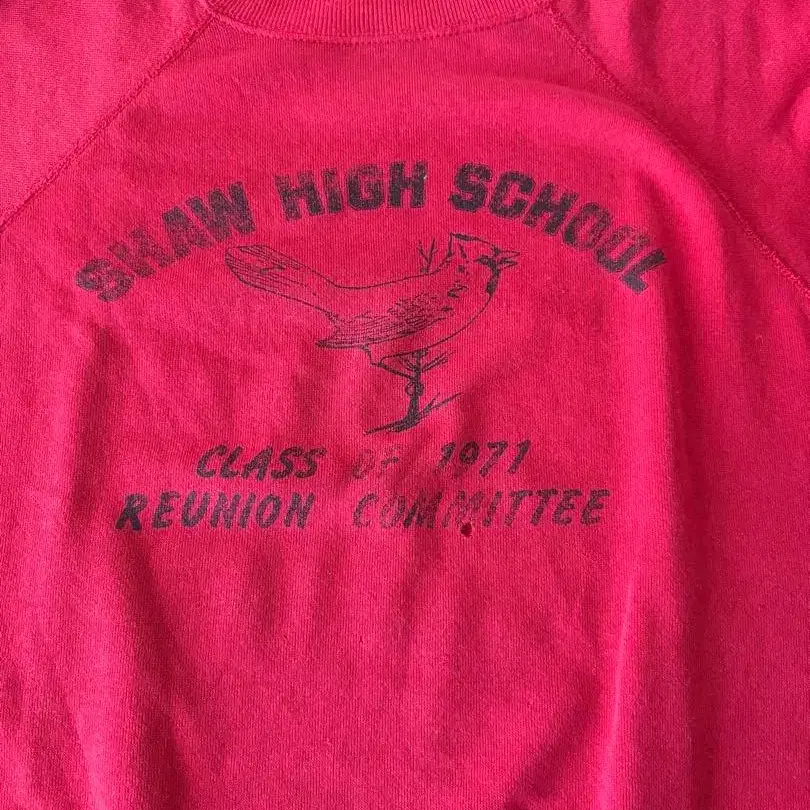 SHAW HIGH SCHOOL
CLASS OF 1971
REUNION COMMITTEE